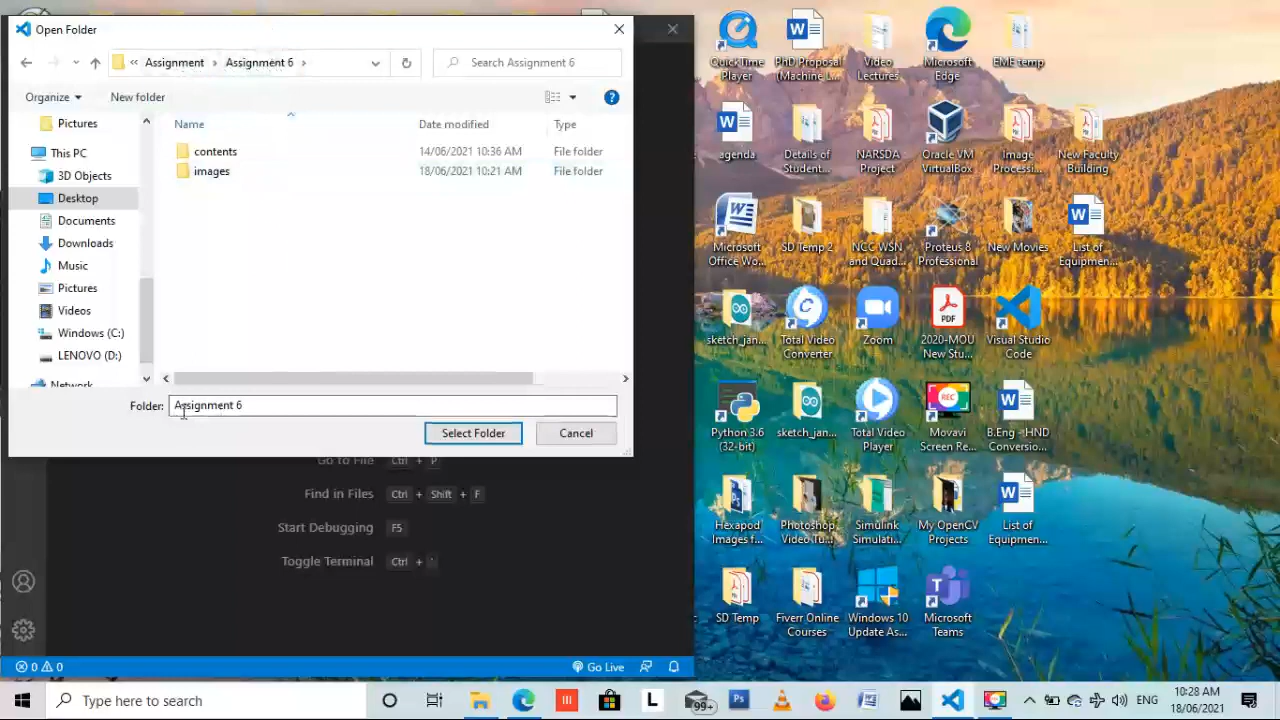 Open Folder
« Assignment › Assignment 6 ›
Search Assignment 6
Organize
New folder
Name
Date modified
Type
contents
14/06/2021 10:36 AM
File folder
images
18/06/2021 10:21 AM
File folder
Pictures
This PC
3D Objects
Desktop
Documents
Downloads
Music
Pictures
Videos
Windows (C:)
LENOVO (D:)
Network
Folder:
Assignment 6
Select Folder
Cancel
Go to File Ctrl + P
Find in Files Ctrl + Shift + F
Start Debugging F5
Toggle Terminal Ctrl + `
0 0
Go Live
QuickTime Player
PhD Proposal (Machine L...
Video Lectures
Microsoft Edge
EME temp
agenda
Details of Student...
NARSDA Project
Oracle VM VirtualBox
Image Processi...
New Faculty Building
Microsoft Office Wo...
SD Temp 2
NCC WSN and Quad...
Proteus 8 Professional
New Movies
List of Equipmen...
sketch_jan...
Total Video Converter
Zoom
2020-MOU New Stu...
Visual Studio Code
Python 3.6 (32-bit)
sketch_jan...
Total Video Player
Movavi Screen Re...
B.Eng - HND Conversio...
Hexapod Images f...
Photoshop Video Tu...
Simulink Simulati...
My OpenCV Projects
List of Equipmen...
SD Temp
Fiverr Online Courses
Windows 10 Update As...
Microsoft Teams
PDF
REC
Type here to search
99+
ENG
10:28 AM
18/06/2021